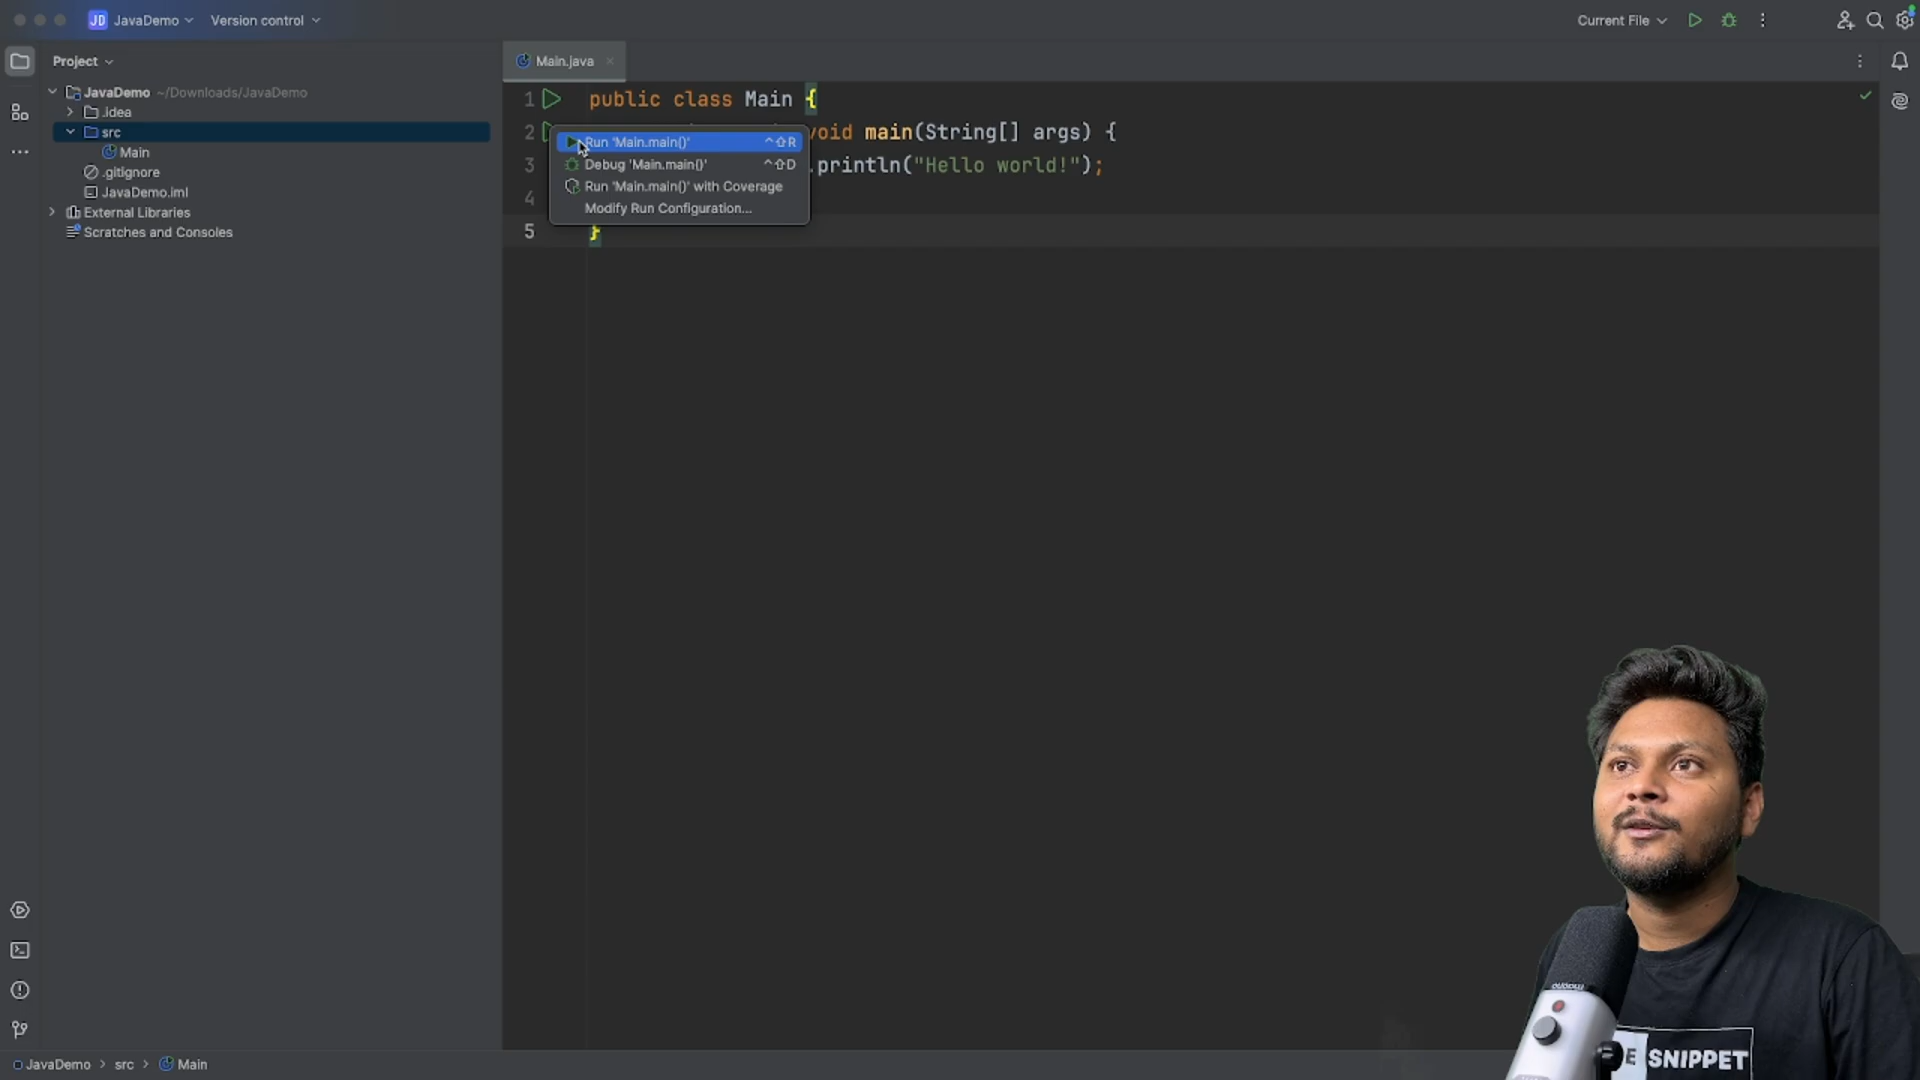 JD JavaDemo Version control Current File
Project
Main.java
JavaDemo ~/Downloads/JavaDemo
.idea
src
Main
.gitignore
JavaDemo.iml
External Libraries
Scratches and Consoles
1 public class Main {
2 void main(String[] args) {
3 .println("Hello world!");
4
5 }
Run 'Main.main()' ^⇧R
Debug 'Main.main()' ^⇧D
Run 'Main.main()' with Coverage
Modify Run Configuration...
E SNIPPET
JavaDemo > src > Main